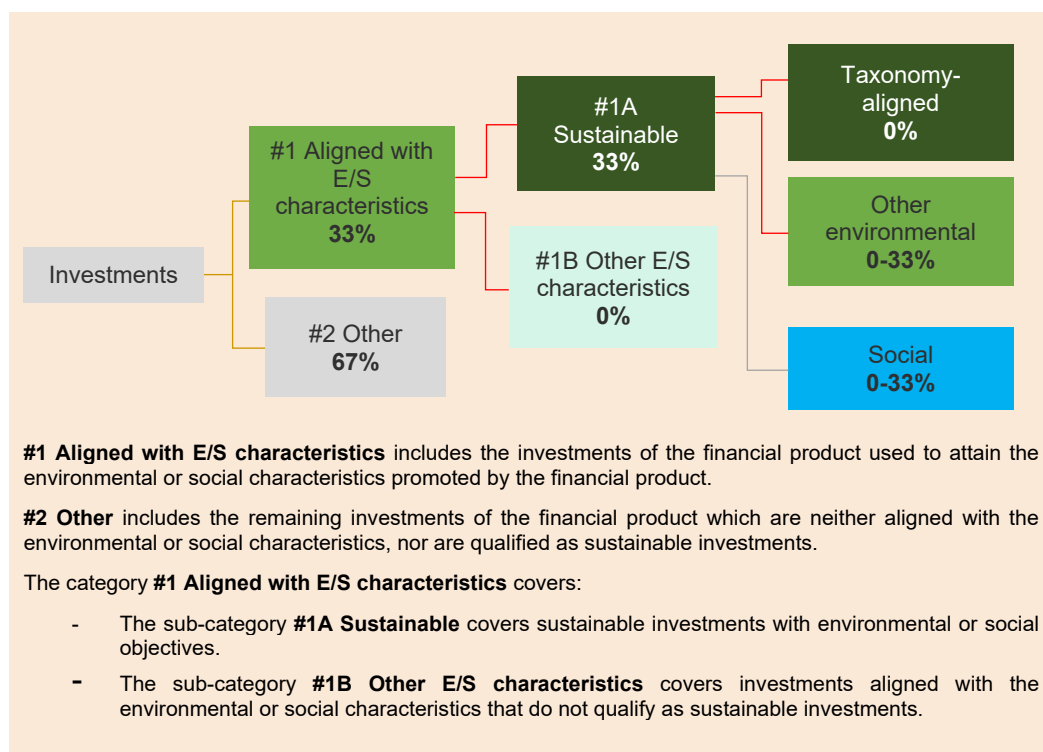 Taxonomy-
aligned
0%
#1A
Sustainable
33%
#1 Aligned with
E/S
characteristics
33%
Other
environmental
0-33%
Investments
#1B Other E/S
characteristics
0%
#2 Other
67%
Social
0-33%
#1 Aligned with E/S characteristics includes the investments of the financial product used to attain the
environmental or social characteristics promoted by the financial product.
#2 Other includes the remaining investments of the financial product which are neither aligned with the
environmental or social characteristics, nor are qualified as sustainable investments.
The category #1 Aligned with E/S characteristics covers:
- The sub-category #1A Sustainable covers sustainable investments with environmental or social
objectives.
- The sub-category #1B Other E/S characteristics covers investments aligned with the
environmental or social characteristics that do not qualify as sustainable investments.